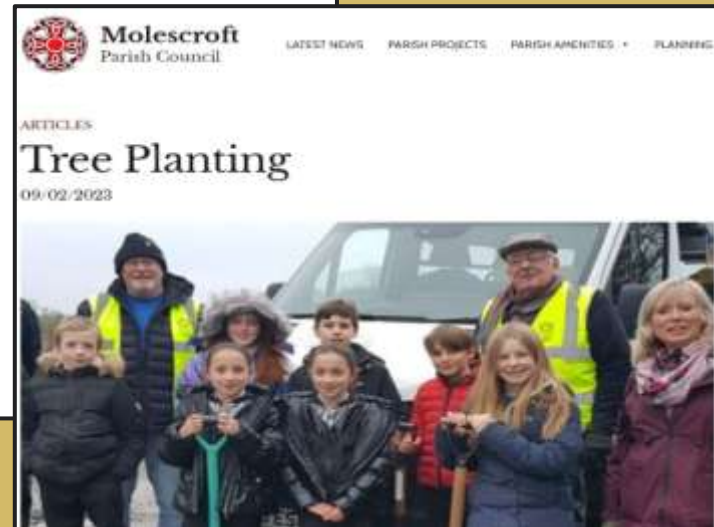 Molescroft
Parish Council
LATEST NEWS PARISH PROJECTS PARISH AMENITIES PLANNING
ARTICLES
Tree Planting
09/02/2023